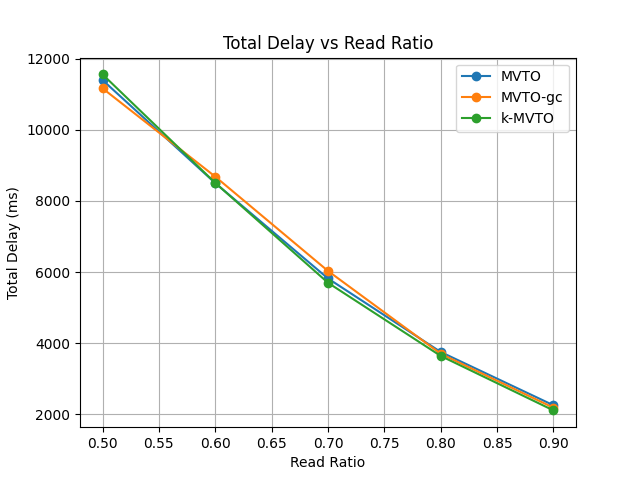 Total Delay vs Read Ratio
MVTO
MVTO-gc
k-MVTO
Total Delay (ms)
12000
10000
8000
6000
4000
2000
0.50 0.55 0.60 0.65 0.70 0.75 0.80 0.85 0.90
Read Ratio